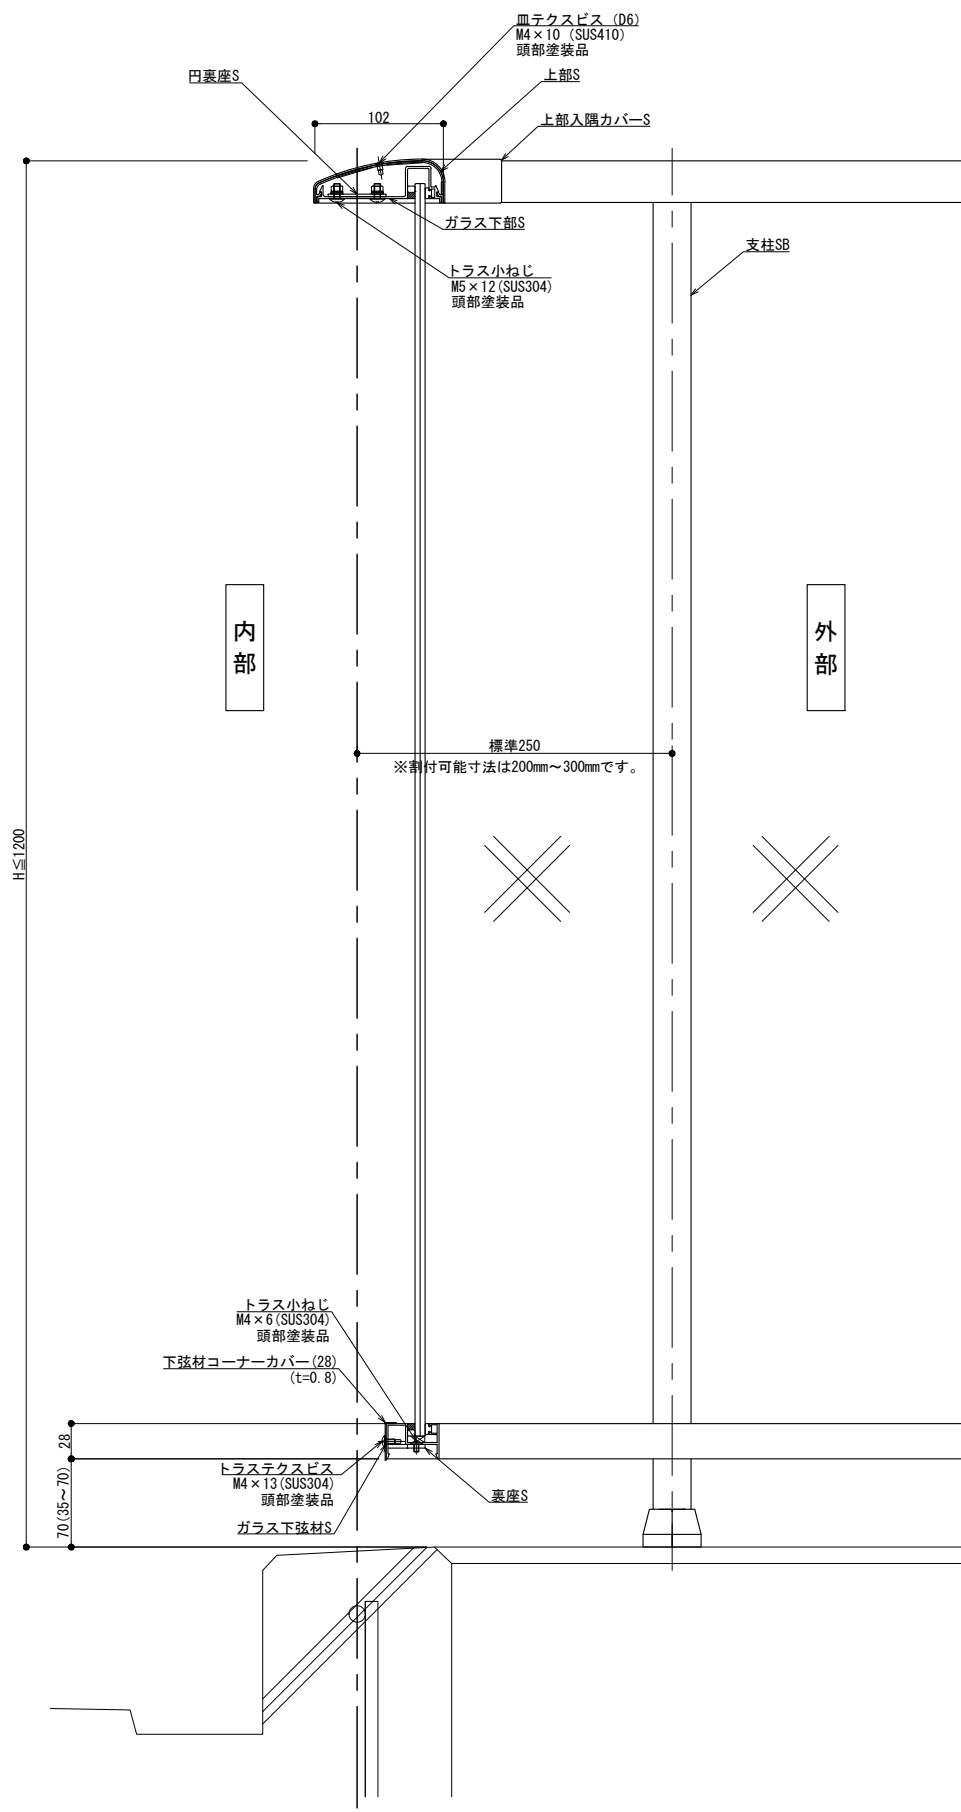 皿テクスビス (D6)
M4×10 (SUS410)
頭部塗装品
円裏座S
上部S
102
上部入隅カバーS
ガラス下部S
支柱SB
トラス小ねじ
M5×12(SUS304)
頭部塗装品
内部
外部
標準250
※割付可能寸法は200mm～300mmです。
H≦1200
トラス小ねじ
M4×6(SUS304)
頭部塗装品
下弦材コーナーカバー(28)
(t=0.8)
28
トラステクスビス
M4×13(SUS304)
頭部塗装品
裏座S
70(35～70)
ガラス下弦材S